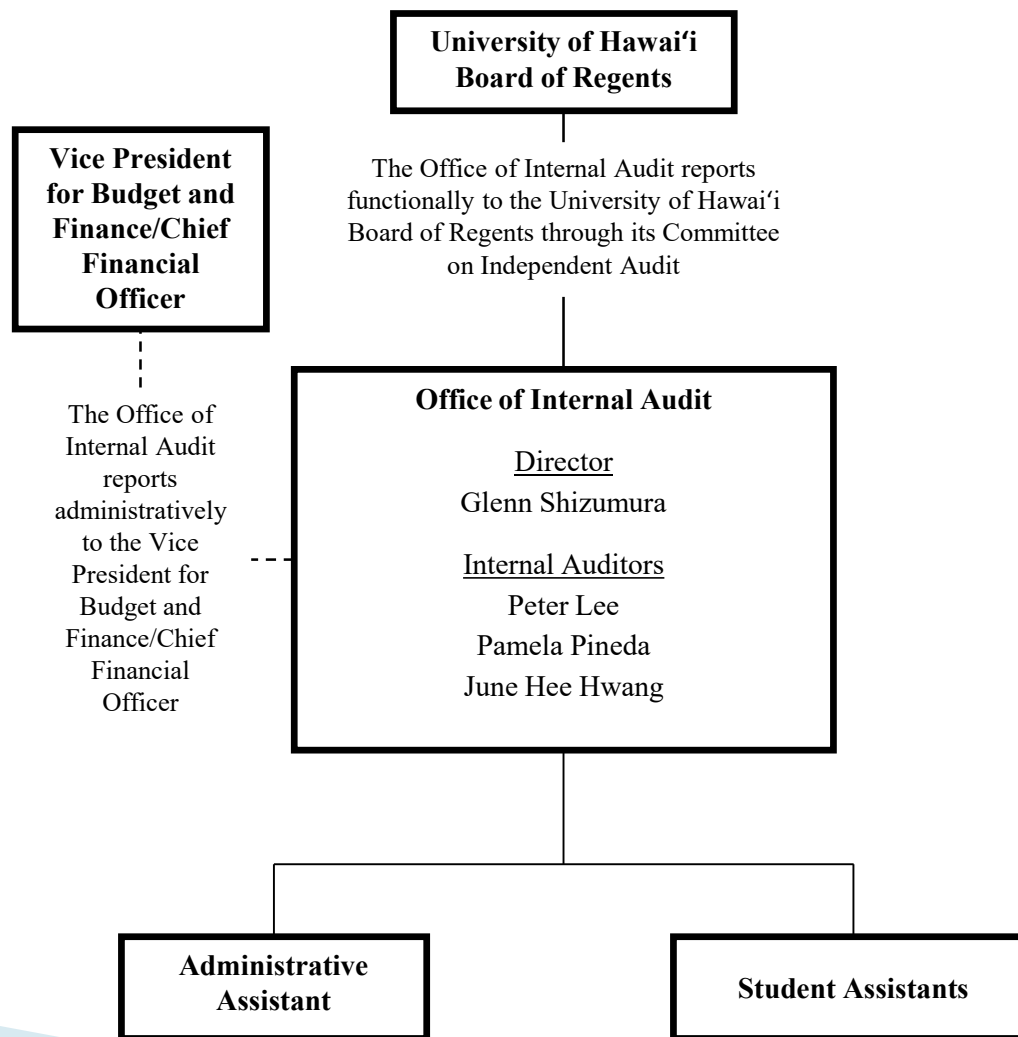 University of Hawaiʻi
Board of Regents
Vice President
for Budget and
Finance/Chief
Financial
Officer
The Office of Internal Audit reports
functionally to the University of Hawaiʻi
Board of Regents through its Committee
on Independent Audit
The Office of
Internal Audit
reports
administratively
to the Vice
President for
Budget and
Finance/Chief
Financial
Officer
Office of Internal Audit
Director
Glenn Shizumura
Internal Auditors
Peter Lee
Pamela Pineda
June Hee Hwang
Administrative
Assistant
Student Assistants